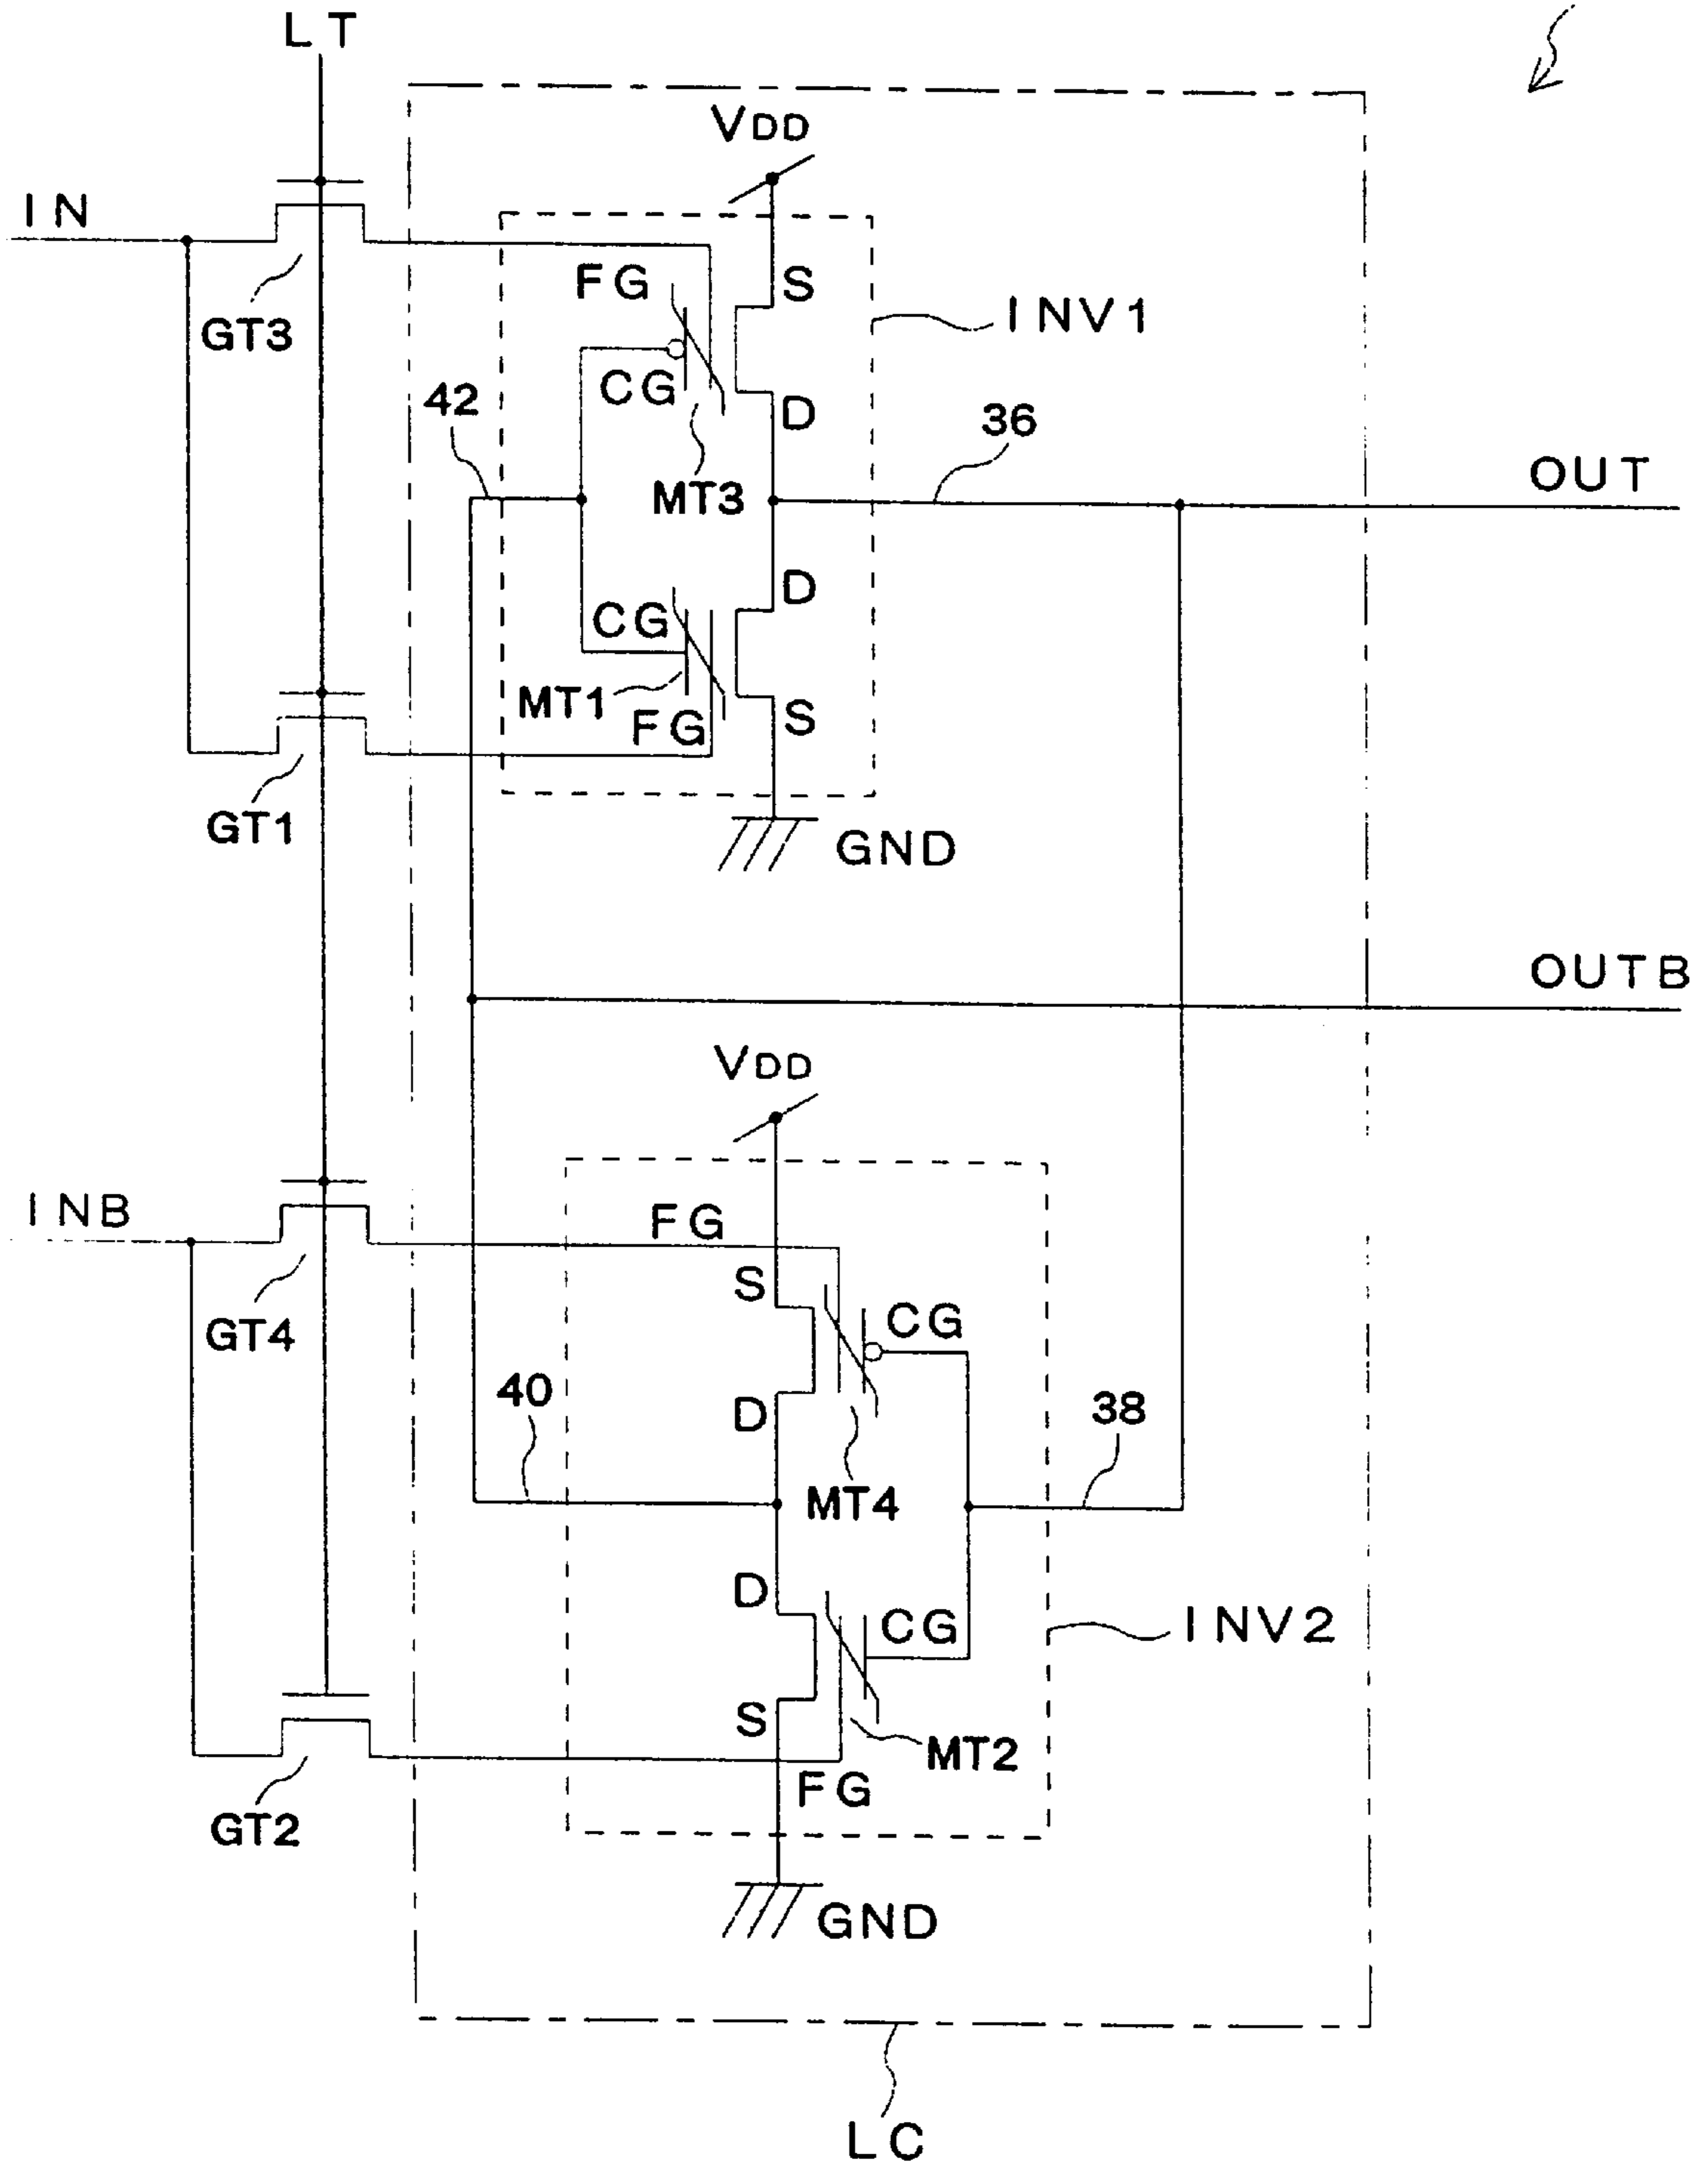 LT
VDD
IN
FG
S
INV1
GT3
CG
42
D
36
MT3
OUT
D
CG
MT1
FG
S
GT1
GND
OUTB
VDD
INB
FG
S
CG
GT4
40
D
38
MT4
D
CG
INV2
S
MT2
FG
GT2
GND
LC